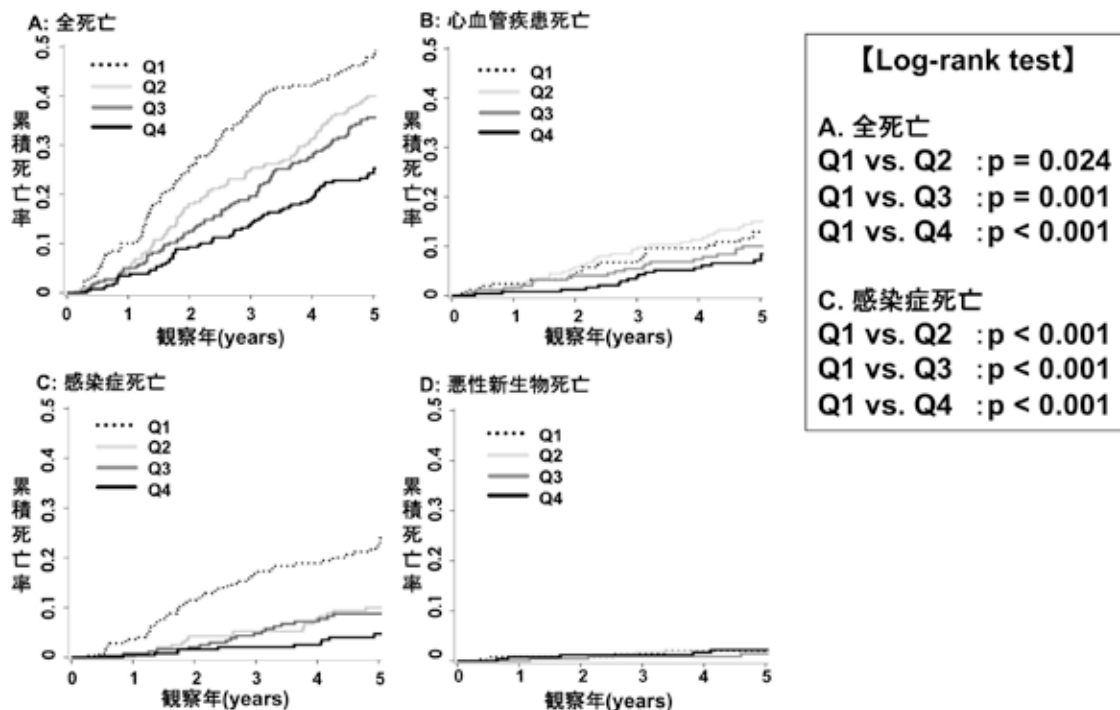 A: 全死亡
0.5
0.4
0.3
0.2
0.1
0
累積死亡率
Q1
Q2
Q3
Q4
0 1 2 3 4 5
観察年(years)
B: 心血管疾患死亡
0.5
0.4
0.3
0.2
0.1
0
累積死亡率
Q1
Q2
Q3
Q4
0 1 2 3 4 5
観察年(years)
C: 感染症死亡
0.5
0.4
0.3
0.2
0.1
0
累積死亡率
Q1
Q2
Q3
Q4
0 1 2 3 4 5
観察年(years)
D: 悪性新生物死亡
0.5
0.4
0.3
0.2
0.1
0
累積死亡率
Q1
Q2
Q3
Q4
0 1 2 3 4 5
観察年(years)
【Log-rank test】
A. 全死亡
Q1 vs. Q2 :p = 0.024
Q1 vs. Q3 :p = 0.001
Q1 vs. Q4 :p < 0.001
C. 感染症死亡
Q1 vs. Q2 :p < 0.001
Q1 vs. Q3 :p < 0.001
Q1 vs. Q4 :p < 0.001